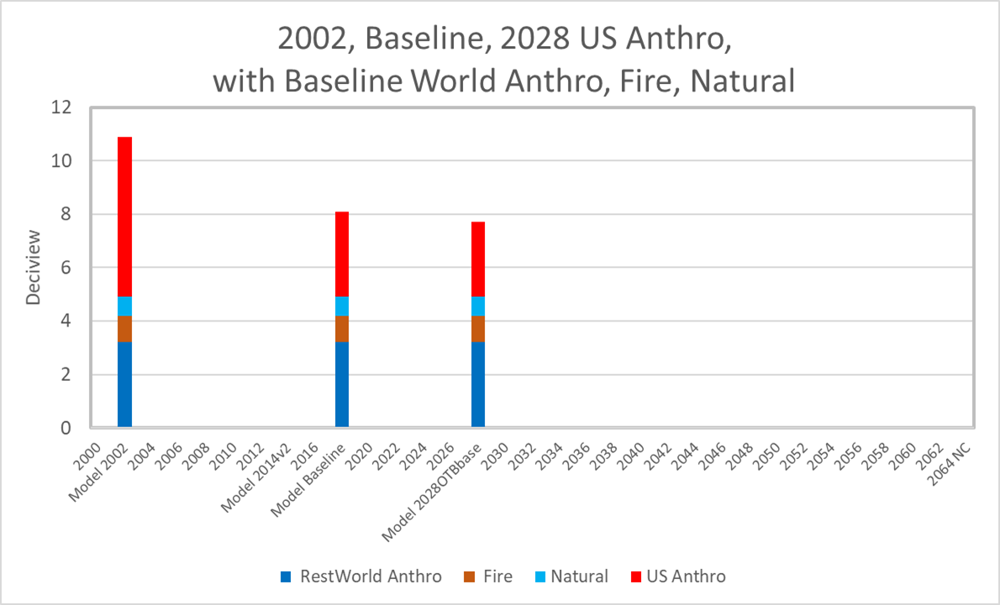 2002, Baseline, 2028 US Anthro,
with Baseline World Anthro, Fire, Natural
Deciview
12
10
8
6
4
2
0
2000
Model 2002
2004
2006
2008
2010
2012
Model 2014v2
2016
Model Baseline
2020
2022
2024
2026
Model 2028OTBbase
2030
2032
2034
2036
2038
2040
2042
2044
2046
2048
2050
2052
2054
2056
2058
2060
2062
2064 NC
RestWorld Anthro
Fire
Natural
US Anthro